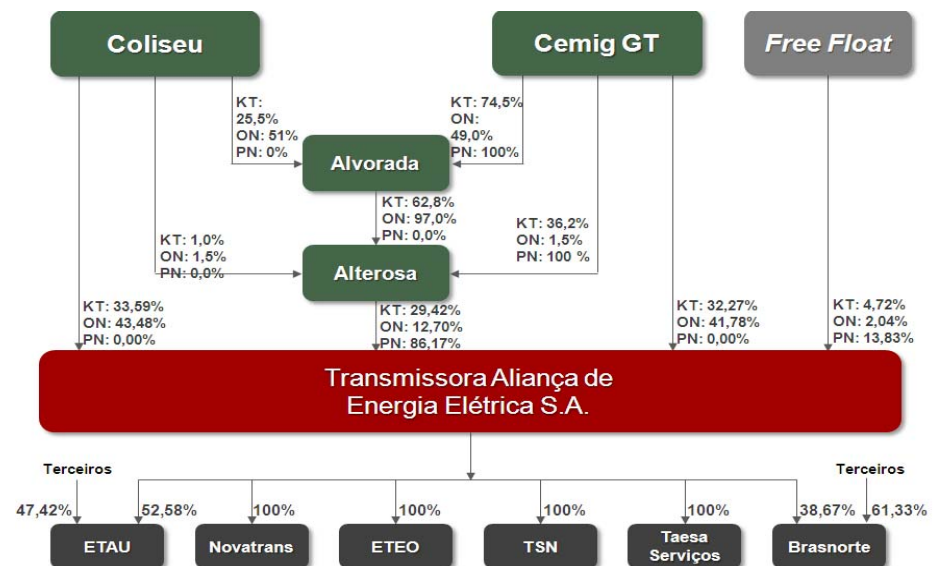 Coliseu
Cemig GT
Free Float
KT:
25,5%
ON: 51%
PN: 0%
KT: 74,5%
ON:
49,0%
PN: 100%
Alvorada
KT: 62,8%
ON: 97,0%
PN: 0,0%
KT: 1,0%
ON: 1,5%
PN: 0,0%
KT: 36,2%
ON: 1,5%
PN: 100 %
Alterosa
KT: 33,59%
ON: 43,48%
PN: 0,00%
KT: 29,42%
ON: 12,70%
PN: 86,17%
KT: 32,27%
ON: 41,78%
PN: 0,00%
KT: 4,72%
ON: 2,04%
PN: 13,83%
Transmissora Aliança de
Energia Elétrica S.A.
Terceiros
Terceiros
47,42%
52,58%
100%
100%
100%
100%
38,67%
61,33%
ETAU
Novatrans
ETEO
TSN
Taesa
Serviços
Brasnorte